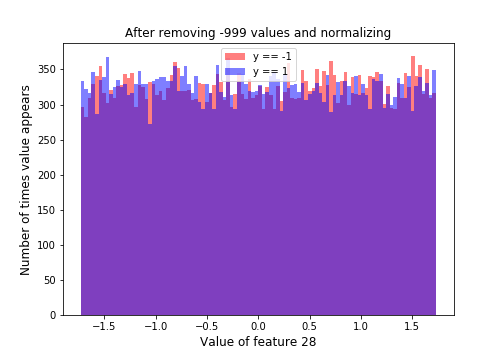 After removing -999 values and normalizing
y == -1
y == 1
Number of times value appears
350
300
250
200
150
100
50
0
−1.5 −1.0 −0.5 0.0 0.5 1.0 1.5
Value of feature 28